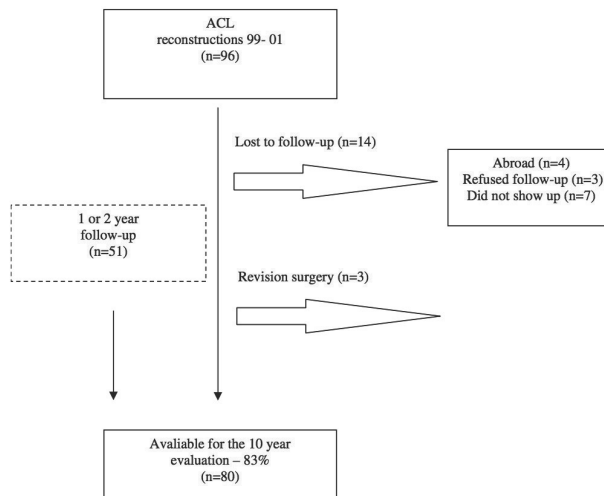 ACL
reconstructions 99- 01
(n=96)
Lost to follow-up (n=14)
Abroad (n=4)
Refused follow-up (n=3)
Did not show up (n=7)
1 or 2 year
follow-up
(n=51)
Revision surgery (n=3)
Avaliable for the 10 year
evaluation – 83%
(n=80)